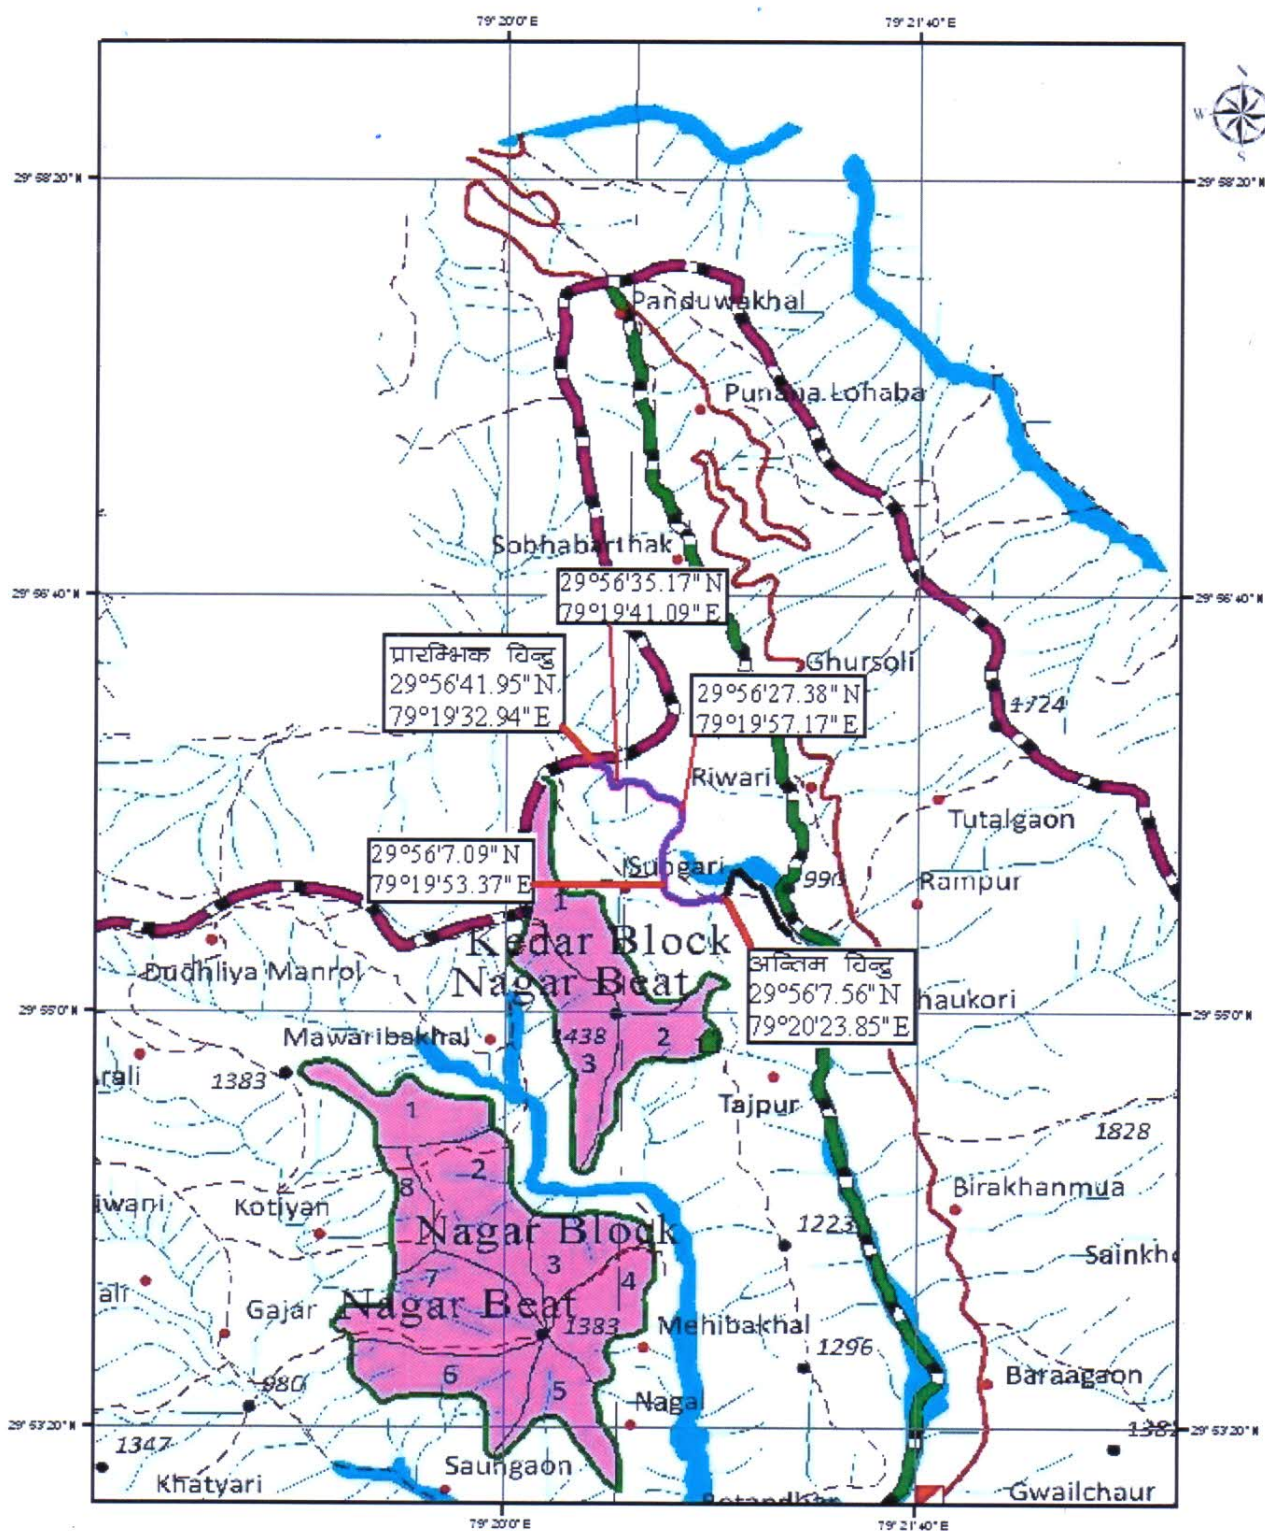 79°20'0"E
79°21'40"E
N
W
S
29°58'20"N
29°58'20"N
Panduwakhal
Punana Lohaba
Sobhabarthak
29°56'40"N
29°56'35.17"N
79°19'41.09"E
29°56'40"N
प्रारम्भिक विन्दु
29°56'41.95"N
79°19'32.94"E
Ghursoli
29°56'27.38"N
79°19'57.17"E
1724
Riwari
Tutalgaon
29°56'7.09"N
79°19'53.37"E
Subgari
990
Rampur
1
Kedar Block
Nagar Beat
Dudhliya Manrol
अन्तिम विन्दु
29°56'7.56"N
79°20'23.85"E
haukori
29°55'0"N
29°55'0"N
Mawaribakhal
1438
2
3
arali
1383
1
Tajpur
1828
2
8
iwani
Kotiyan
Birakhanmua
Nagar Block
1223
Sainkh
3
4
7
ali
Gajar
Nagar Beat
1383
Mehibakhal
1296
6
5
980
Nagal
Baraagaon
29°53'20"N
29°53'20"N
1347
138
Saungaon
Khatyari
Gwailchaur
79°20'0"E
79°21'40"E